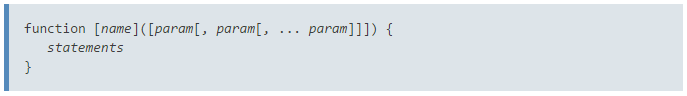 function [name]([param[, param[, ... param]]]) {
   statements
}